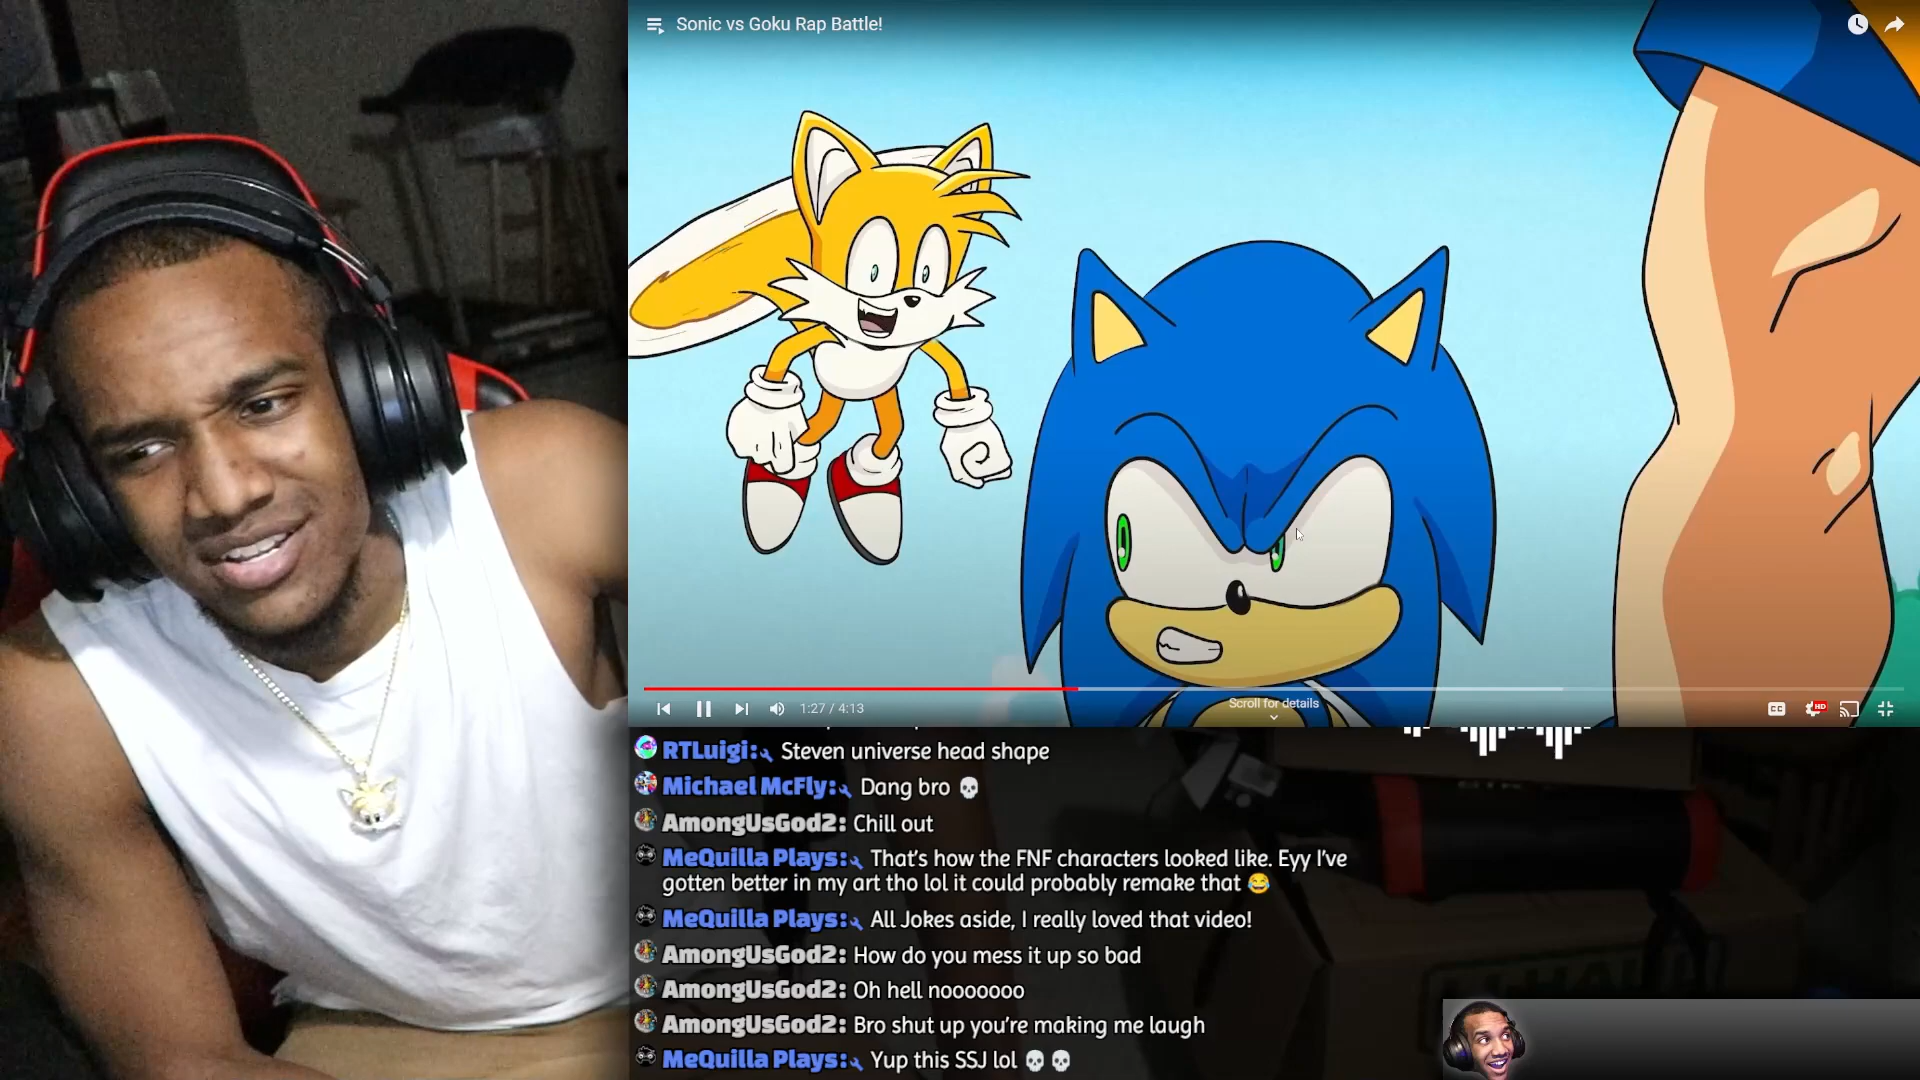 Sonic vs Goku Rap Battle!
1:27 / 4:13
Scroll for details
CC
HD
RTLuigi: Steven universe head shape
Michael McFly: Dang bro 💀
AmongUsGod2: Chill out
MeQuilla Plays: That's how the FNF characters looked like. Eyy I've
gotten better in my art tho lol it could probably remake that 😂
MeQuilla Plays: All Jokes aside, I really loved that video!
AmongUsGod2: How do you mess it up so bad
AmongUsGod2: Oh hell nooooooo
AmongUsGod2: Bro shut up you're making me laugh
MeQuilla Plays: Yup this SSJ lol 💀💀